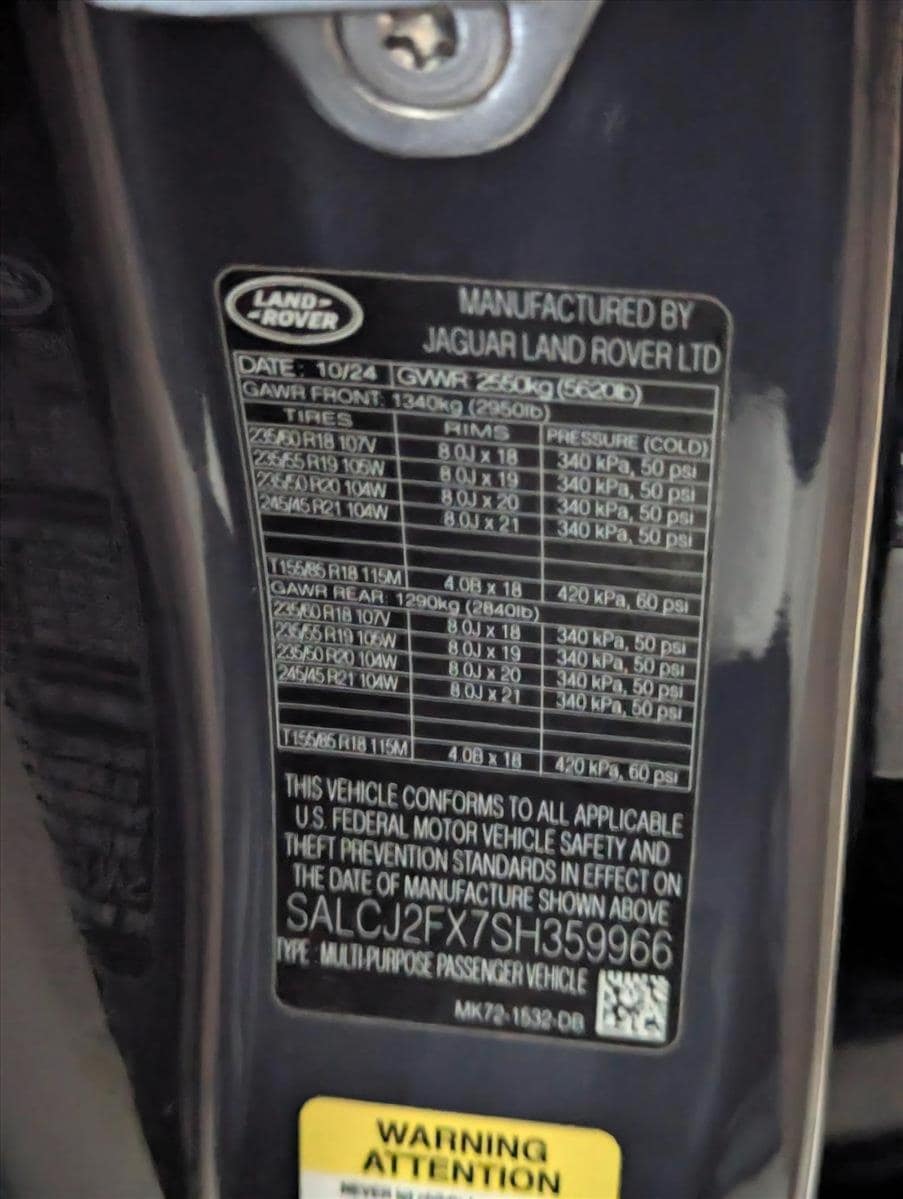 LAND-
-ROVER
MANUFACTURED BY
JAGUAR LAND ROVER LTD
DATE: 10/24 GVWR 2550kg (5620lb)
GAWR FRONT: 1340kg (2950lb)
TIRES RIMS PRESSURE (COLD)
235/60 R18 107V 8.0J x 18 340 kPa, 50 psi
235/55 R19 105W 8.0J x 19 340 kPa, 50 psi
235/50 R20 104W 8.0J x 20 340 kPa, 50 psi
245/45 R21 104W 8.0J x 21 340 kPa, 50 psi
T155/85 R18 115M 4.0B x 18 420 kPa, 60 psi
GAWR REAR: 1290kg (2840lb)
235/60 R18 107V 8.0J x 18 340 kPa, 50 psi
235/55 R19 105W 8.0J x 19 340 kPa, 50 psi
235/50 R20 104W 8.0J x 20 340 kPa, 50 psi
245/45 R21 104W 8.0J x 21 340 kPa, 50 psi
T155/85 R18 115M 4.0B x 18 420 kPa, 60 psi
THIS VEHICLE CONFORMS TO ALL APPLICABLE
U.S. FEDERAL MOTOR VEHICLE SAFETY AND
THEFT PREVENTION STANDARDS IN EFFECT ON
THE DATE OF MANUFACTURE SHOWN ABOVE
SALCJ2FX7SH359966
TYPE: MULTI-PURPOSE PASSENGER VEHICLE
MK72-1532-DB
WARNING
ATTENTION
NEVER